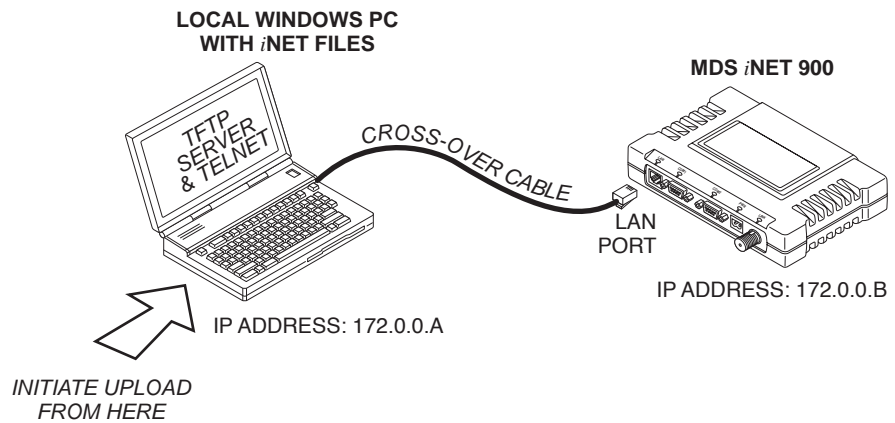 LOCAL WINDOWS PC
WITH iNET FILES
MDS iNET 900
TFTP
SERVER
& TELNET
CROSS-OVER CABLE
LAN
PORT
IP ADDRESS: 172.0.0.B
IP ADDRESS: 172.0.0.A
INITIATE UPLOAD
FROM HERE